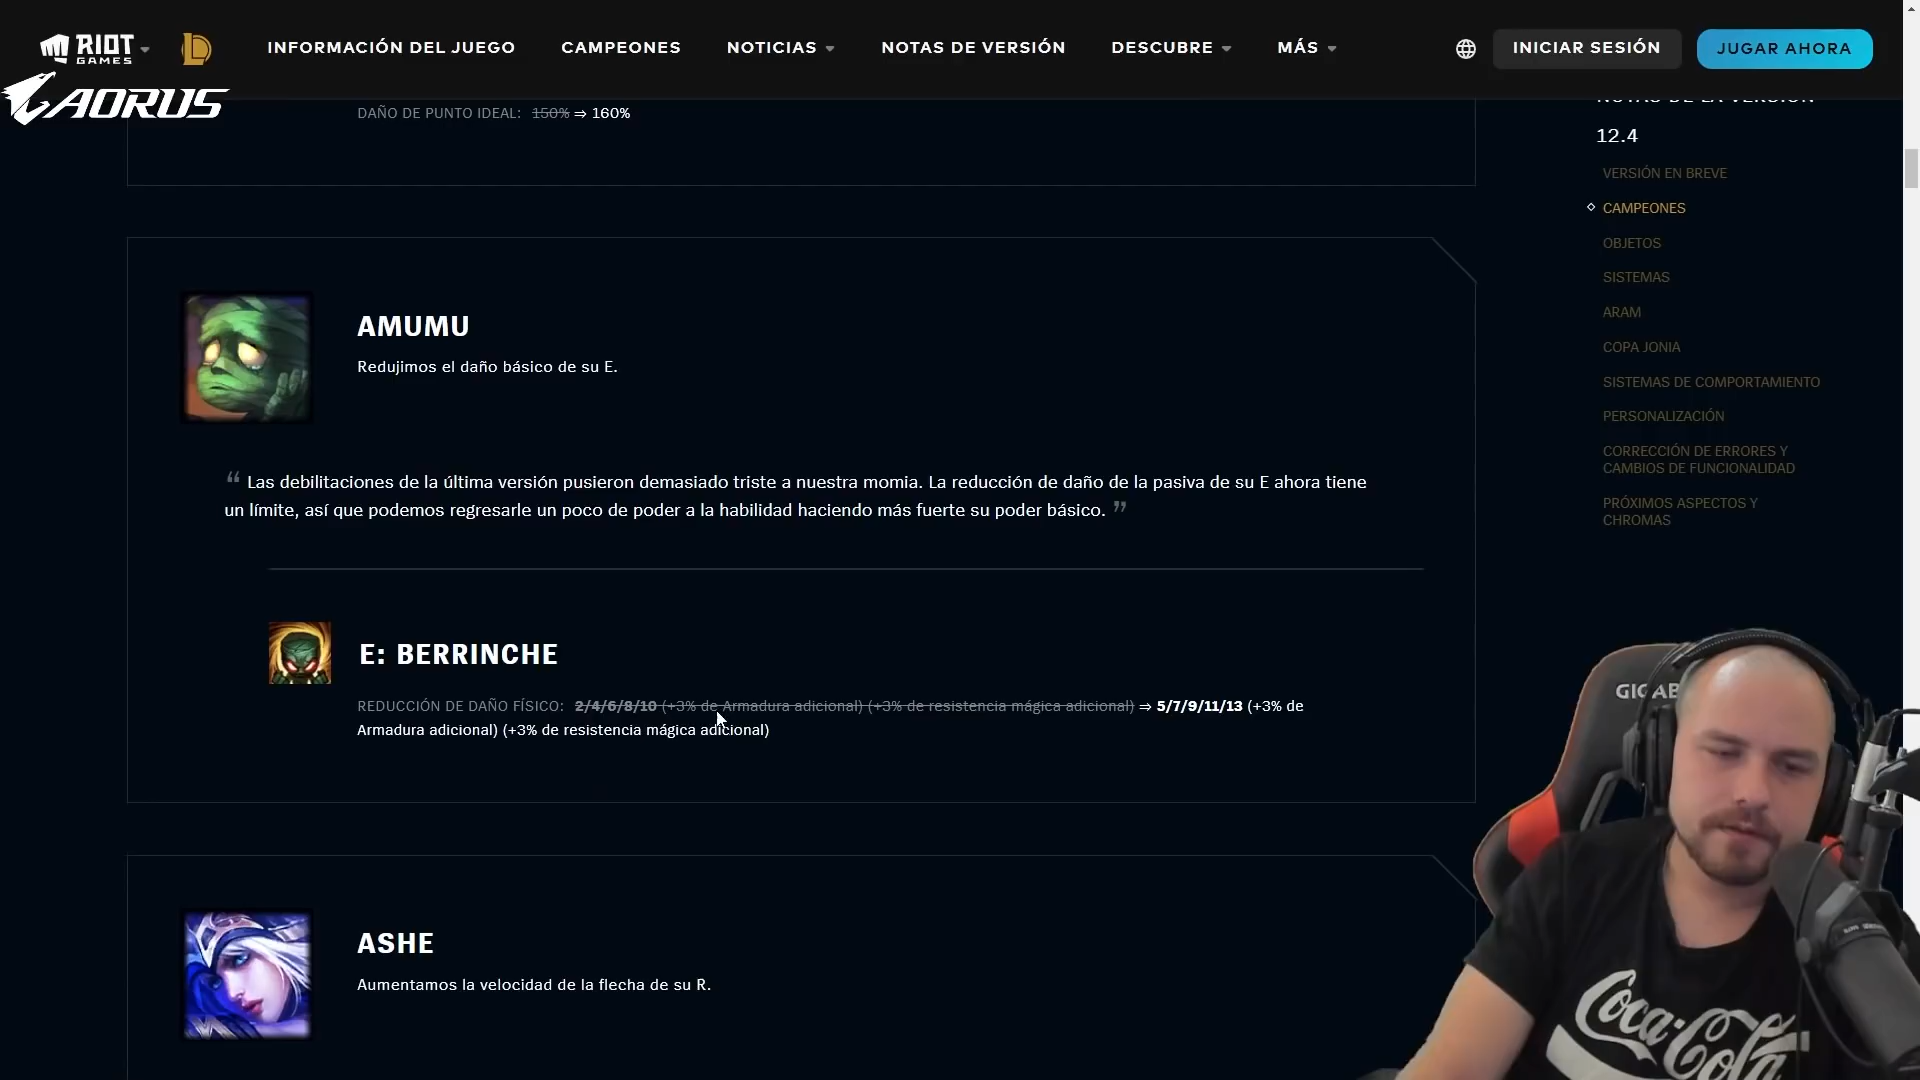 RIOT GAMES
INFORMACIÓN DEL JUEGO
CAMPEONES
NOTICIAS
NOTAS DE VERSIÓN
DESCUBRE
MÁS
INICIAR SESIÓN
JUGAR AHORA
AORUS
DAÑO DE PUNTO IDEAL: 150% ⇒ 160%
NOTAS DE LA VERSIÓN
12.4
VERSIÓN EN BREVE
CAMPEONES
OBJETOS
SISTEMAS
ARAM
COPA JONIA
SISTEMAS DE COMPORTAMIENTO
PERSONALIZACIÓN
CORRECCIÓN DE ERRORES Y
CAMBIOS DE FUNCIONALIDAD
PRÓXIMOS ASPECTOS Y
CHROMAS
AMUMU
Redujimos el daño básico de su E.
“ Las debilitaciones de la última versión pusieron demasiado triste a nuestra momia. La reducción de daño de la pasiva de su E ahora tiene
un límite, así que podemos regresarle un poco de poder a la habilidad haciendo más fuerte su poder básico. ”
E: BERRINCHE
REDUCCIÓN DE DAÑO FÍSICO: 2/4/6/8/10 (+3% de Armadura adicional) (+3% de resistencia mágica adicional) ⇒ 5/7/9/11/13 (+3% de
Armadura adicional) (+3% de resistencia mágica adicional)
ASHE
Aumentamos la velocidad de la flecha de su R.
Coca-Cola